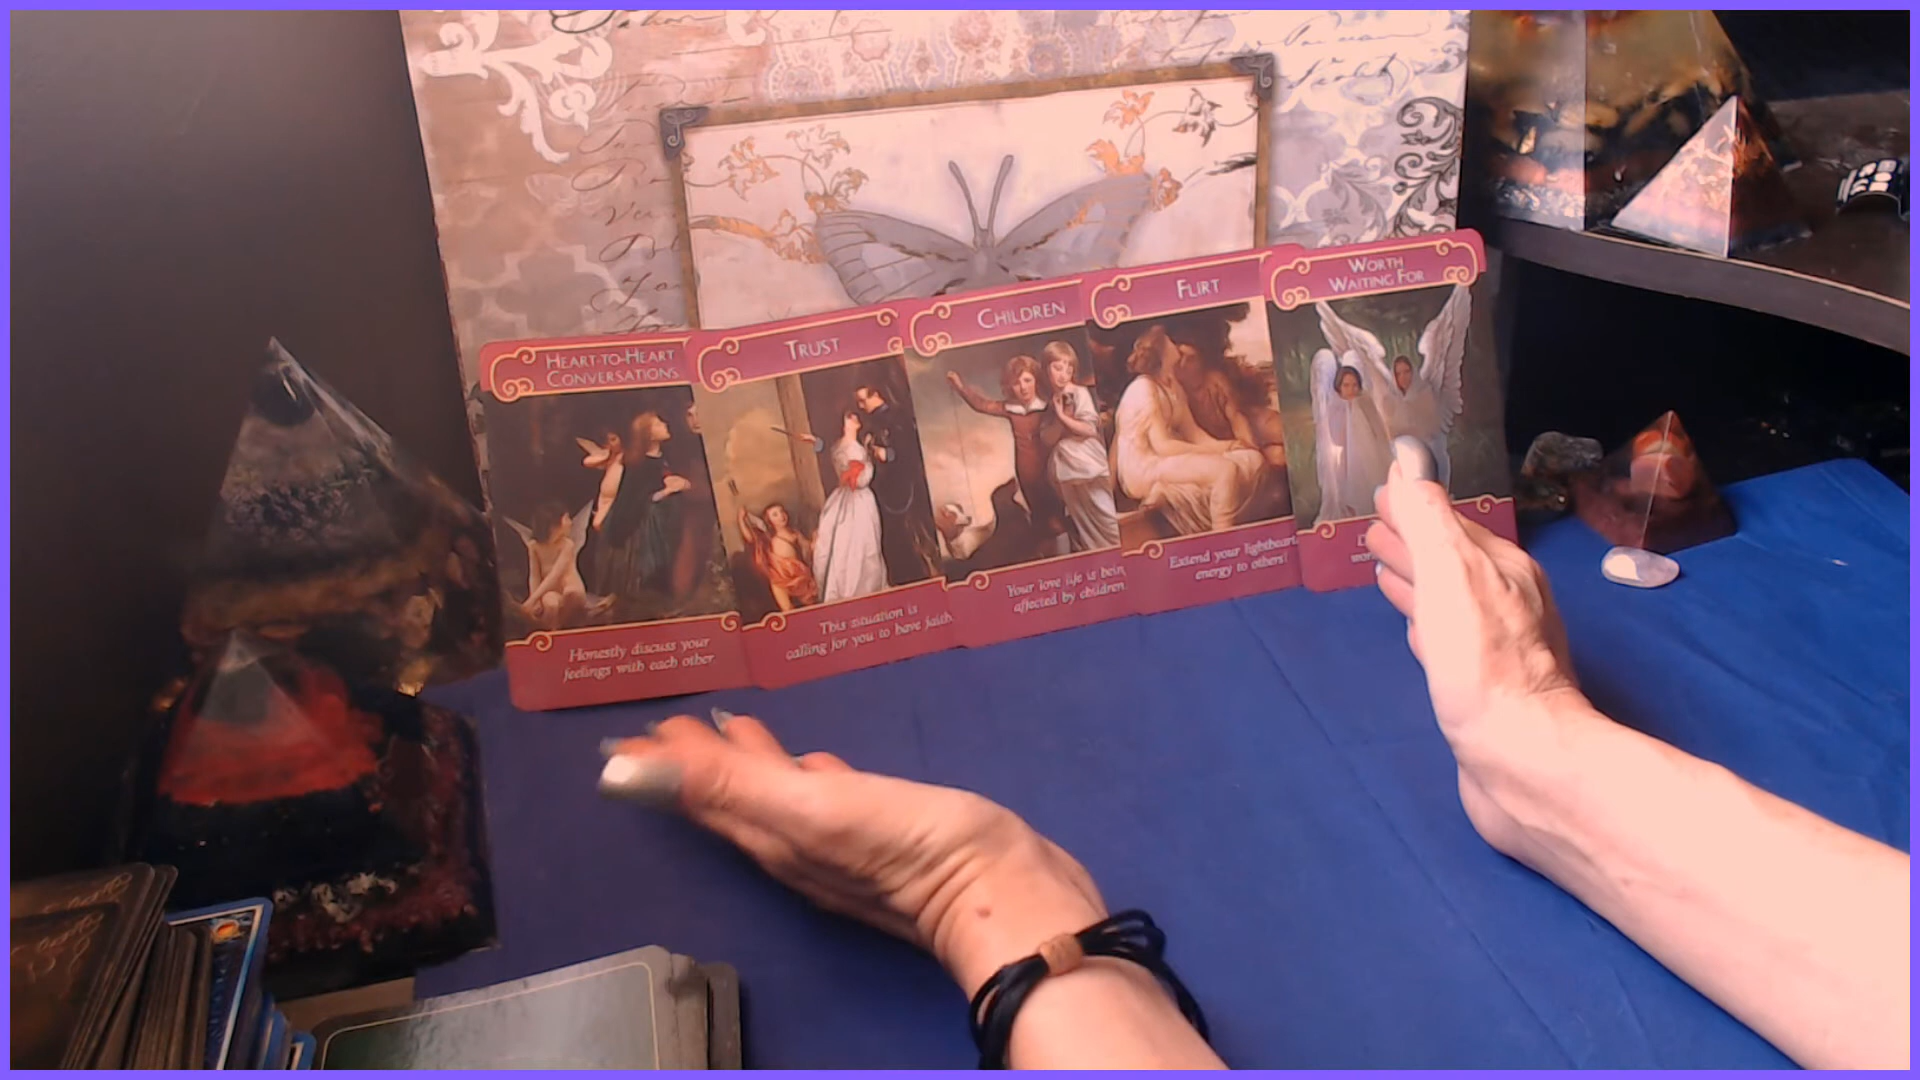 HEART-TO-HEART
CONVERSATIONS
Honestly discuss your
feelings with each other.
TRUST
This situation is
calling for you to have faith.
CHILDREN
Your love life is bein
affected by children.
FLIRT
Extend your lightheart
energy to others!
WORTH
WAITING FOR